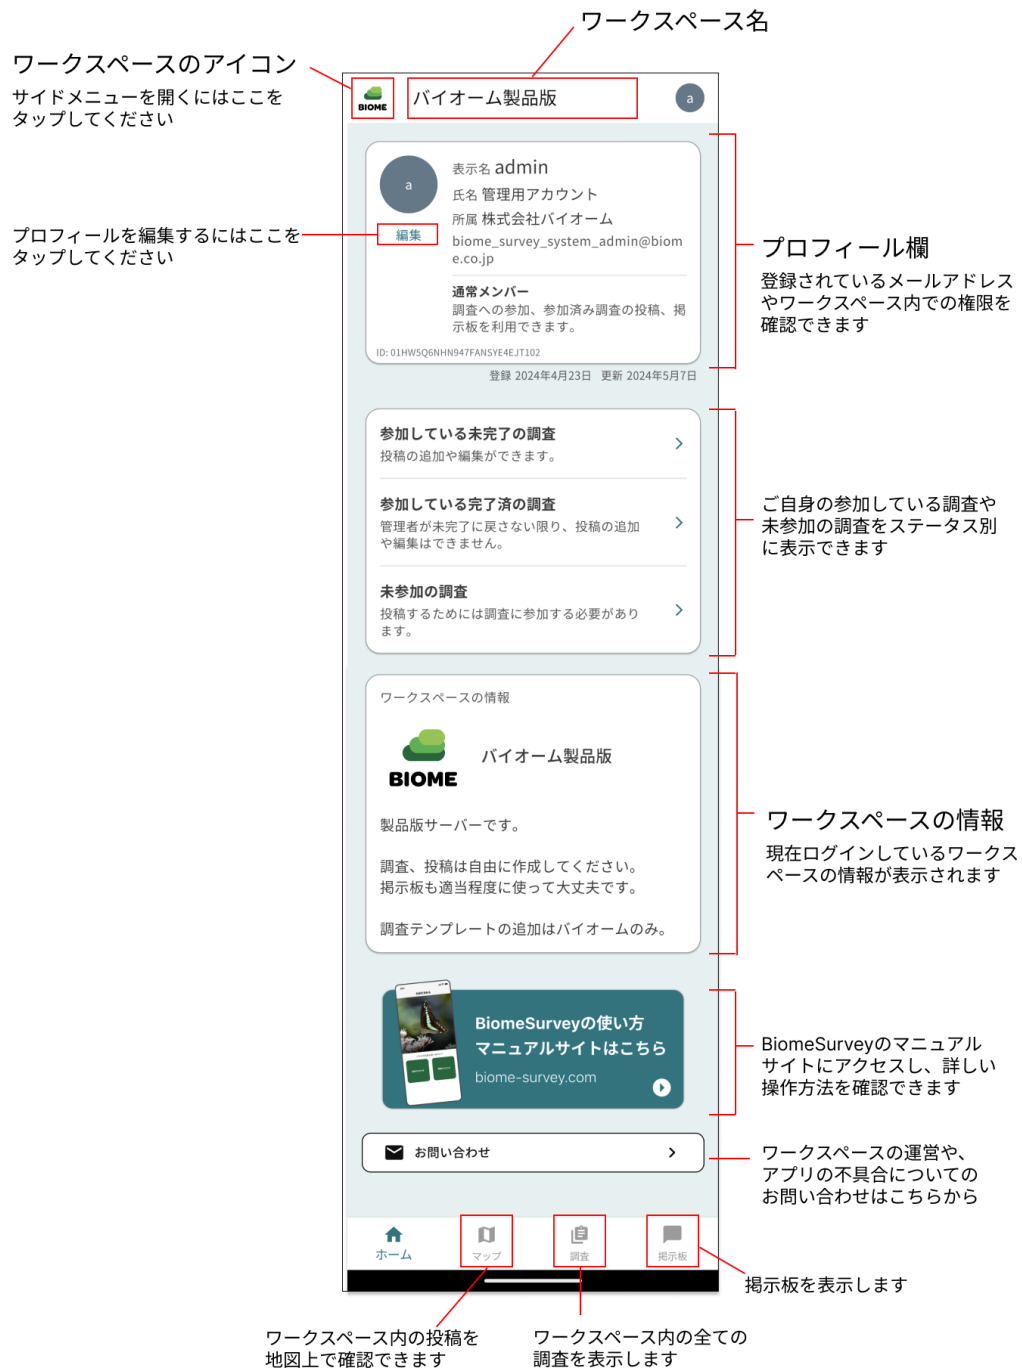 ワークスペース名
ワークスペースのアイコン
サイドメニューを開くにはここを
タップしてください
BIOME
バイオーム製品版
a
a
表示名 admin
氏名 管理用アカウント
所属 株式会社バイオーム
編集
biome_survey_system_admin@biom
e.co.jp
通常メンバー
調査への参加、参加済み調査の投稿、掲
示板を利用できます。
ID: 01HW5Q6NHN947FANSYE4EJT102
登録 2024年4月23日 更新 2024年5月7日
プロフィールを編集するにはここを
タップしてください
プロフィール欄
登録されているメールアドレス
やワークスペース内での権限を
確認できます
参加している未完了の調査
投稿の追加や編集ができます。
参加している完了済の調査
管理者が未完了に戻さない限り、投稿の追加
や編集はできません。
未参加の調査
投稿するためには調査に参加する必要があり
ます。
ご自身の参加している調査や
未参加の調査をステータス別
に表示できます
ワークスペースの情報
BIOME
バイオーム製品版
製品版サーバーです。
調査、投稿は自由に作成してください。
掲示板も適当程度に使って大丈夫です。
調査テンプレートの追加はバイオームのみ。
ワークスペースの情報
現在ログインしているワークス
ペースの情報が表示されます
BiomeSurveyの使い方
マニュアルサイトはこちら
biome-survey.com
BiomeSurveyのマニュアル
サイトにアクセスし、詳しい
操作方法を確認できます
お問い合わせ
ワークスペースの運営や、
アプリの不具合についての
お問い合わせはこちらから
ホーム
マップ
調査
掲示板
掲示板を表示します
ワークスペース内の投稿を
地図上で確認できます
ワークスペース内の全ての
調査を表示します